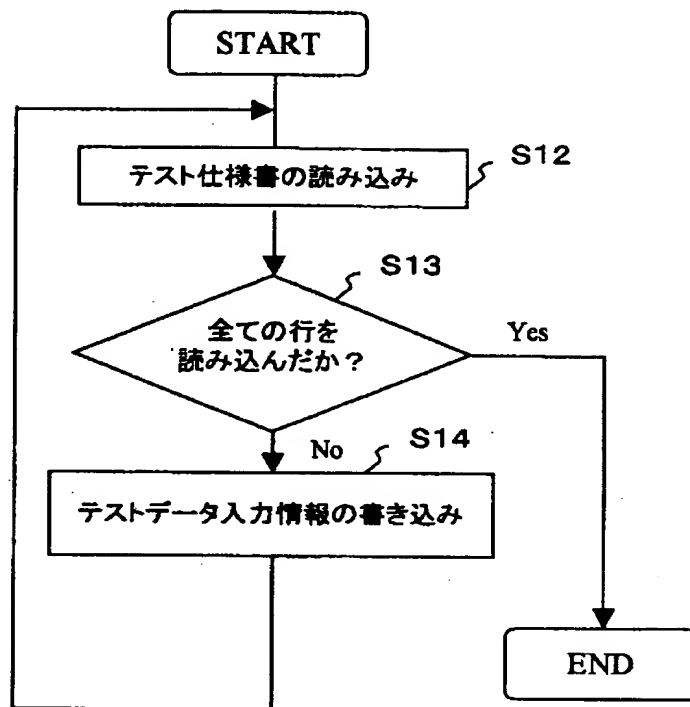 START
テスト仕様書の読み込み
S12
S13
全ての行を
読み込んだか？
Yes
No
S14
テストデータ入力情報の書き込み
END